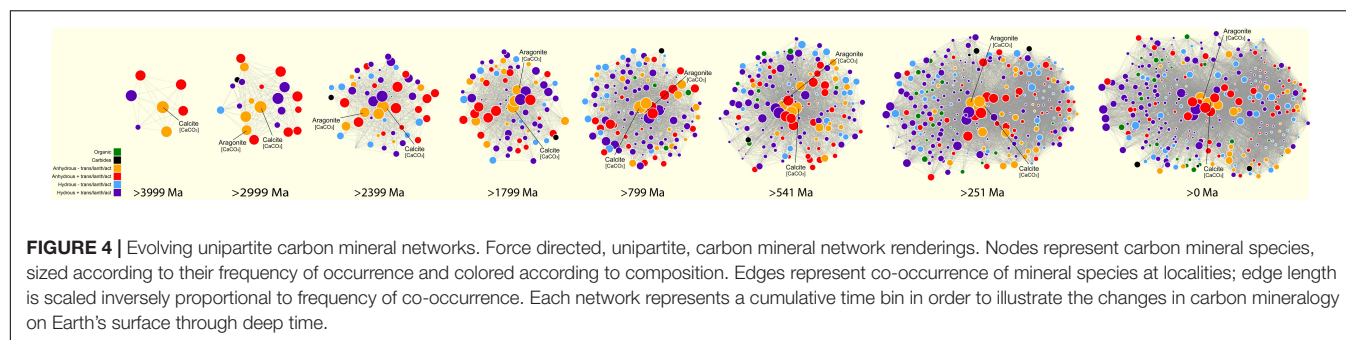 Aragonite
[CaCO₃]
Calcite
[CaCO₃]
Aragonite
[CaCO₃]
Calcite
[CaCO₃]
Aragonite
[CaCO₃]
Calcite
[CaCO₃]
Aragonite
[CaCO₃]
Calcite
[CaCO₃]
Aragonite
[CaCO₃]
Calcite
[CaCO₃]
Aragonite
[CaCO₃]
Calcite
[CaCO₃]
Aragonite
[CaCO₃]
Calcite
[CaCO₃]
Organic
Carbides
Anhydrous - trans/lanth/act
Anhydrous + trans/lanth/act
Hydrous - trans/lanth/act
Hydrous + trans/lanth/act
Calcite
[CaCO₃]
>3999 Ma >2999 Ma >2399 Ma >1799 Ma >799 Ma >541 Ma >251 Ma >0 Ma
FIGURE 4 | Evolving unipartite carbon mineral networks. Force directed, unipartite, carbon mineral network renderings. Nodes represent carbon mineral species,
sized according to their frequency of occurrence and colored according to composition. Edges represent co-occurrence of mineral species at localities; edge length
is scaled inversely proportional to frequency of co-occurrence. Each network represents a cumulative time bin in order to illustrate the changes in carbon mineralogy
on Earth's surface through deep time.